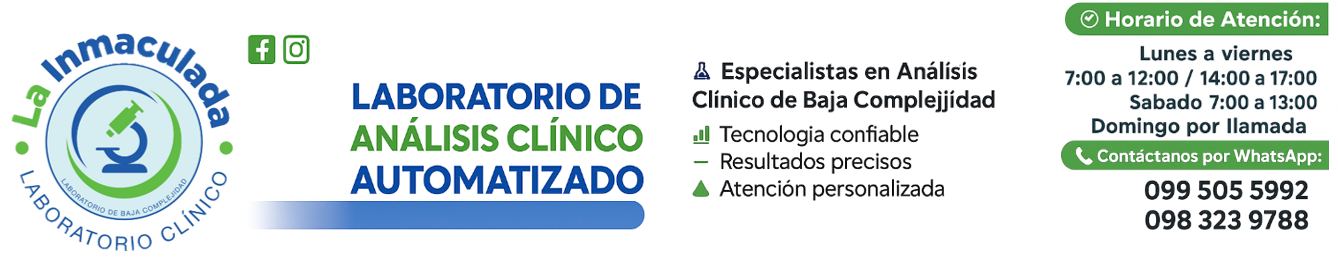 La Inmaculada
LABORATORIO DE BAJA COMPLEJIDAD
LABORATORIO CLÍNICO
LABORATORIO DE
ANÁLISIS CLÍNICO
AUTOMATIZADO
Especialistas en Análísis
Clínico de Baja Complejjídad
Tecnologia confiable
Resultados precisos
Atención personalizada
Horario de Atención:
Lunes a viernes
7:00 a 12:00 / 14:00 a 17:00
Sabado 7:00 a 13:00
Domingo por llamada
Contáctanos por WhatsApp:
099 505 5992
098 323 9788